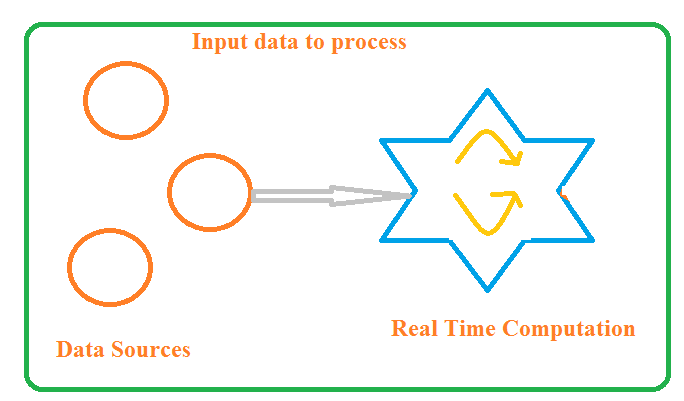 Input data to process
Real Time Computation
Data Sources